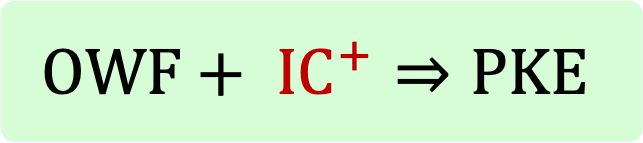 OWF + IC⁺ ⇒ PKE